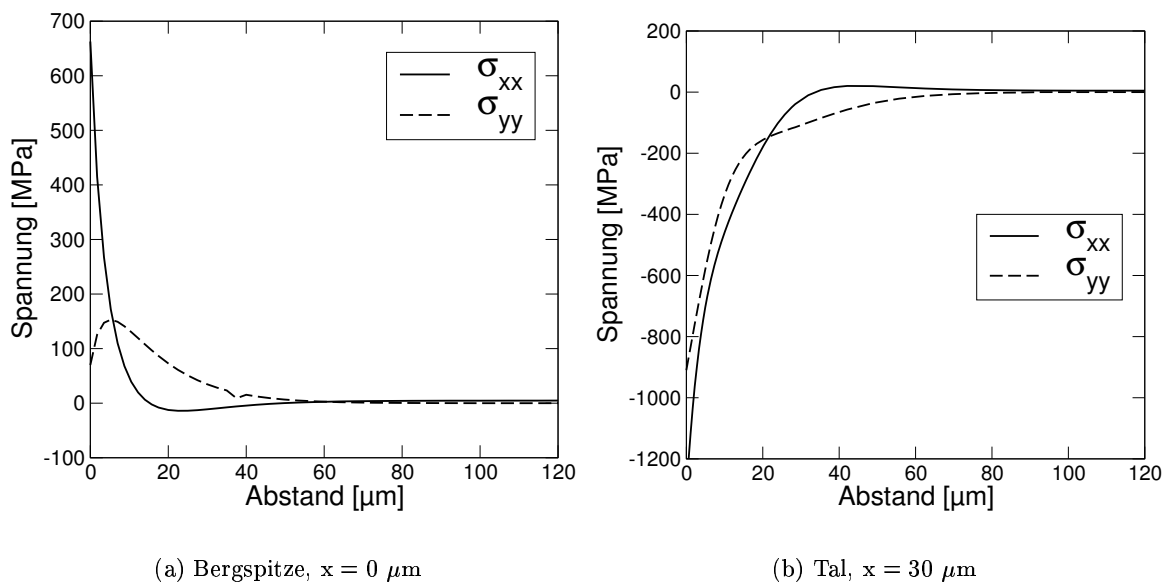 700
600
500
400
300
200
100
0
-100
0 20 40 60 80 100 120
Spannung [MPa]
Abstand [µm]
σxx
σyy
(a) Bergspitze, x = 0 µm
200
0
-200
-400
-600
-800
-1000
-1200
0 20 40 60 80 100 120
Spannung [MPa]
Abstand [µm]
σxx
σyy
(b) Tal, x = 30 µm